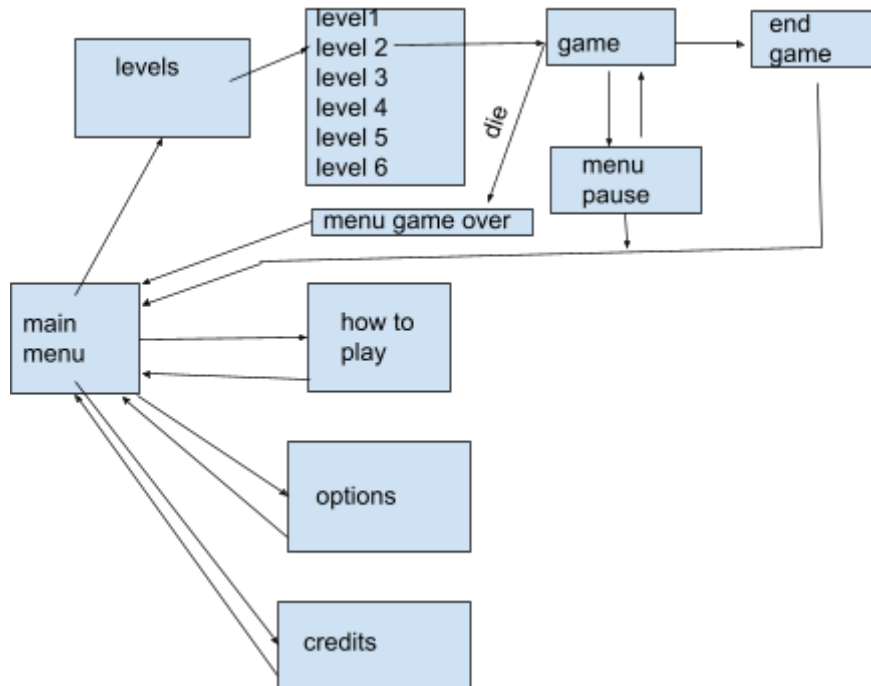 levels
level1
level 2
level 3
level 4
level 5
level 6
game
end
game
die
menu
pause
menu game over
main
menu
how to
play
options
credits